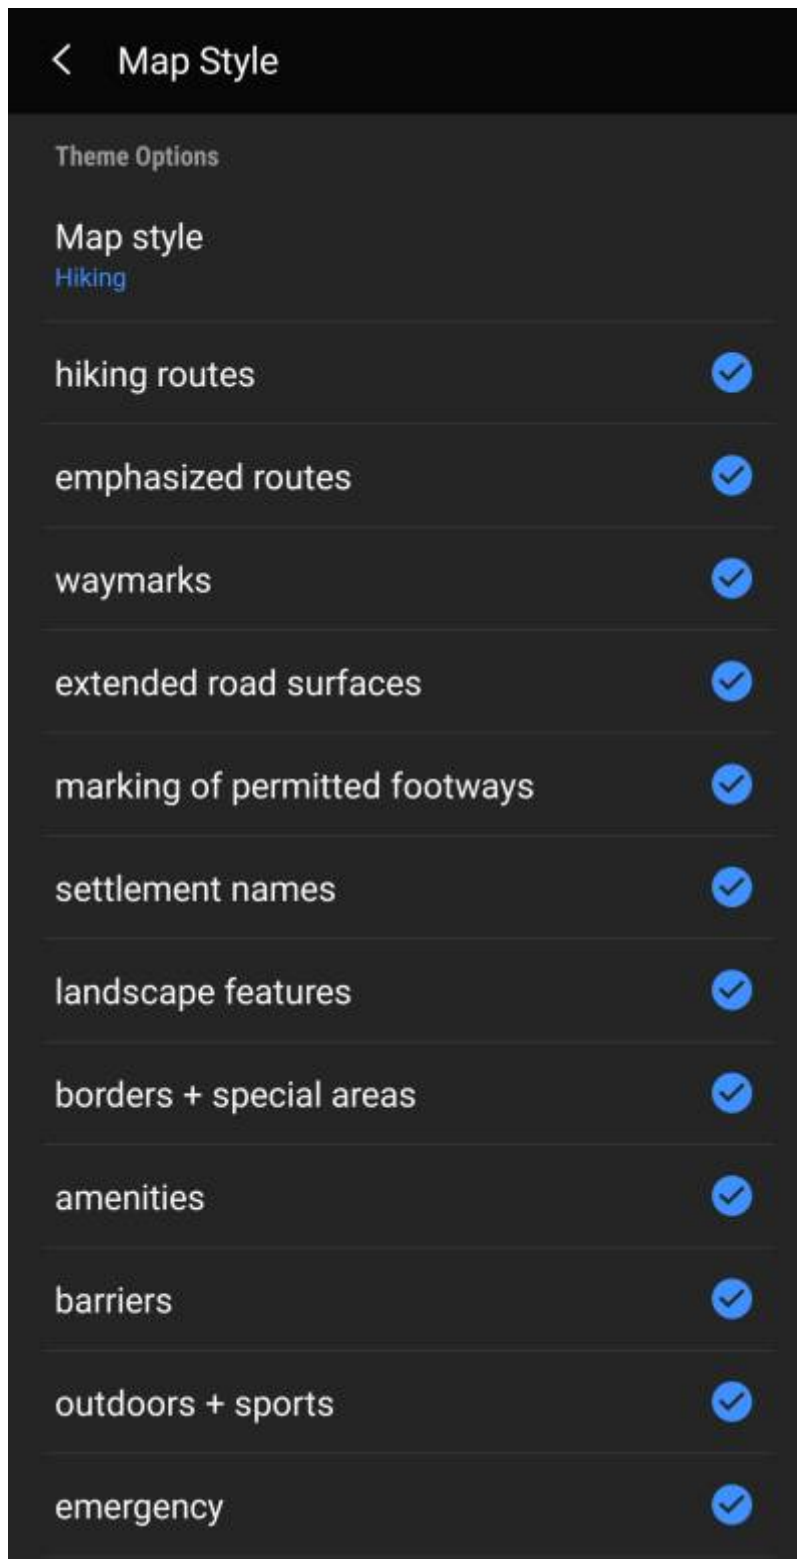 Map Style
Theme Options
Map style
Hiking
hiking routes
emphasized routes
waymarks
extended road surfaces
marking of permitted footways
settlement names
landscape features
borders + special areas
amenities
barriers
outdoors + sports
emergency